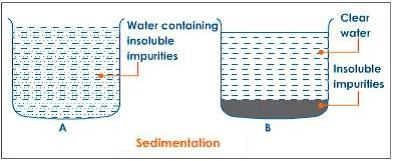 Water containing
insoluble
impurities
A
Clear
water
Insoluble
impurities
B
Sedimentation